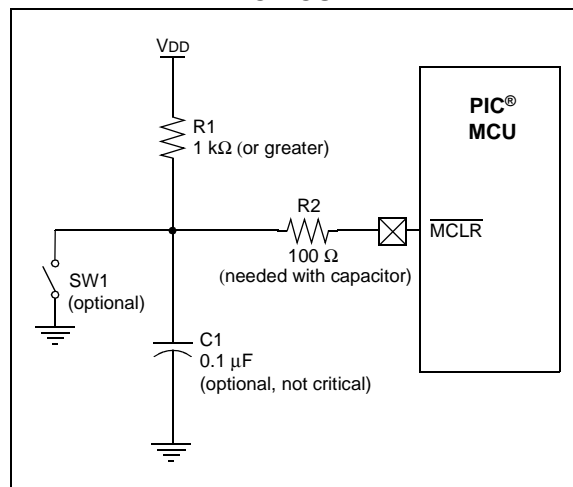 VDD
PIC®
MCU
R1
1 kΩ (or greater)
R2
MCLR
100 Ω
(needed with capacitor)
SW1
(optional)
C1
0.1 µF
(optional, not critical)